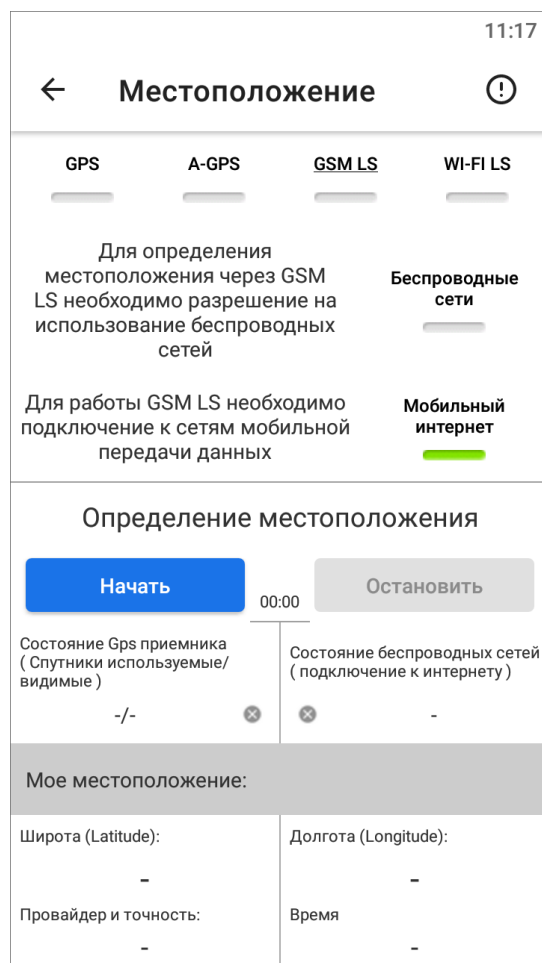 11:17
Местоположение
GPS A-GPS GSM LS WI-FI LS
Для определения
местоположения через GSM
LS необходимо разрешение на
использование беспроводных
сетей
Беспроводные
сети
Для работы GSM LS необходимо
подключение к сетям мобильной
передачи данных
Мобильный
интернет
Определение местоположения
Начать 00:00 Остановить
Состояние Gps приемника
( Спутники используемые/
видимые )
-/-
Состояние беспроводных сетей
( подключение к интернету )
-
Мое местоположение:
Широта (Latitude): Долгота (Longitude):
- -
Провайдер и точность: Время
- -